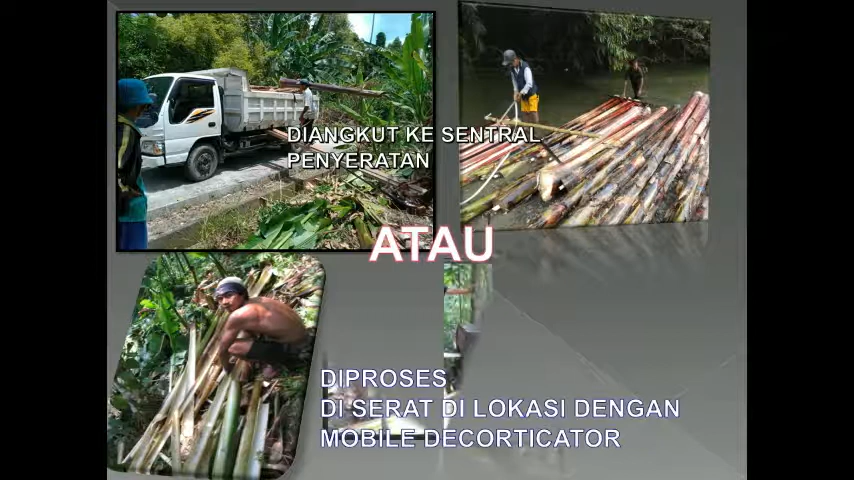 DIANGKUT KE SENTRAL
PENYERATAN
ATAU
DIPROSES
DI SERAT DI LOKASI DENGAN
MOBILE DECORTICATOR